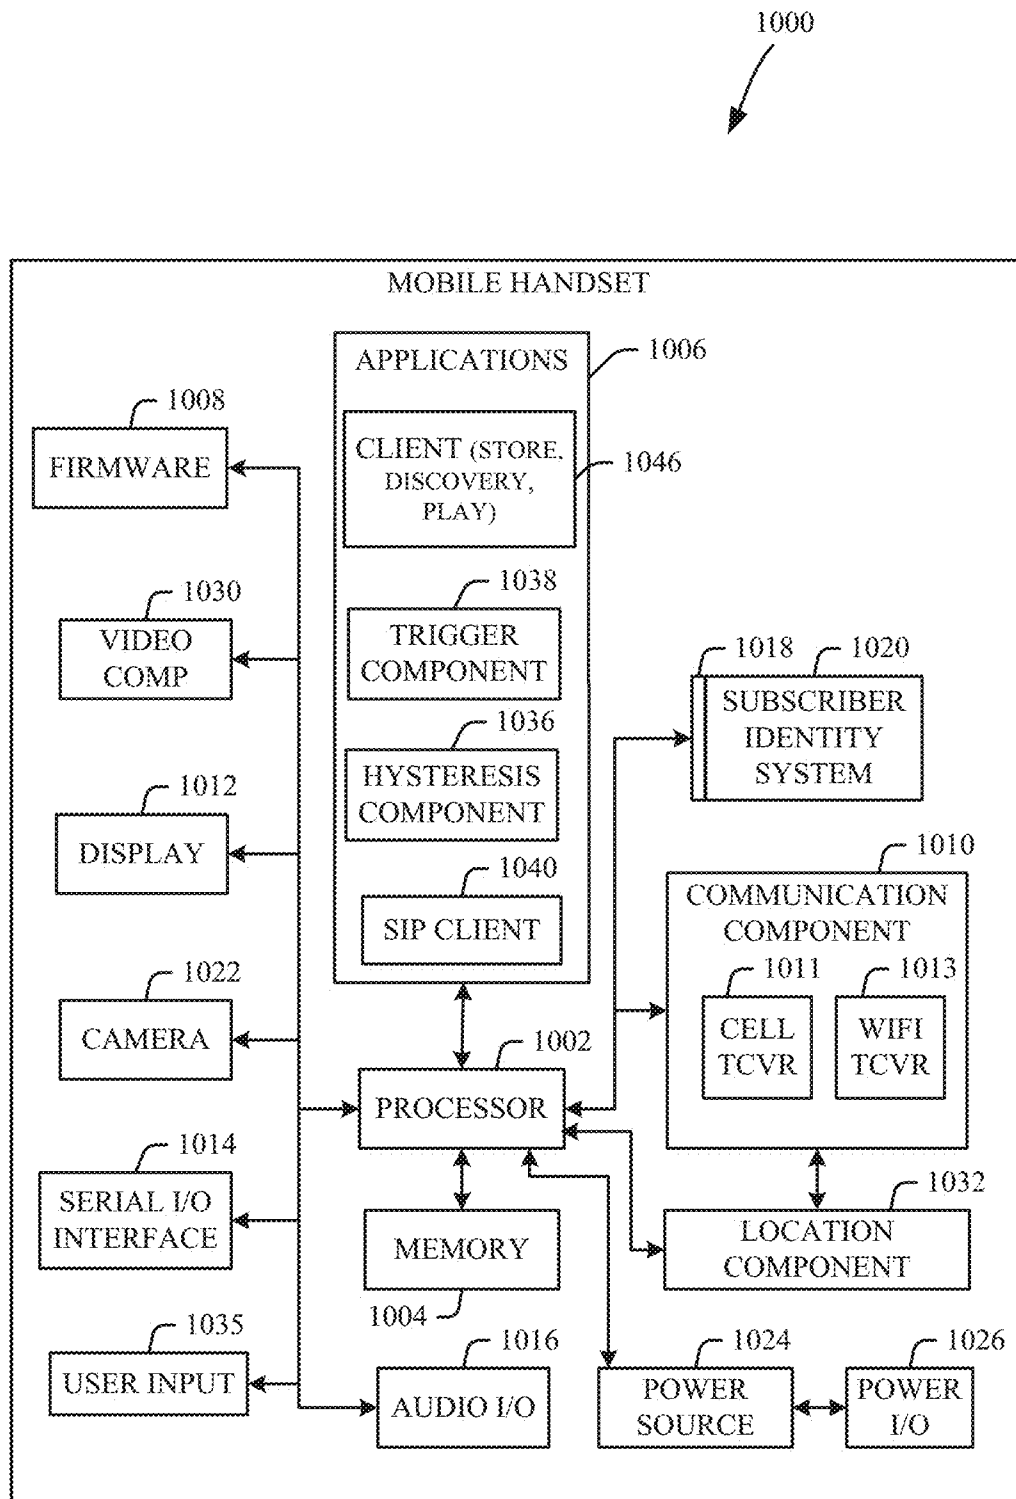 1000
MOBILE HANDSET
APPLICATIONS
1006
1008
FIRMWARE
CLIENT (STORE,
DISCOVERY,
PLAY)
1046
1030
VIDEO
COMP
1038
TRIGGER
COMPONENT
1018
1020
SUBSCRIBER
IDENTITY
SYSTEM
1036
HYSTERESIS
COMPONENT
1012
DISPLAY
1040
SIP CLIENT
1010
COMMUNICATION
COMPONENT
1011
CELL
TCVR
1013
WIFI
TCVR
1022
CAMERA
1002
PROCESSOR
1014
SERIAL I/O
INTERFACE
MEMORY
1004
1032
LOCATION
COMPONENT
1035
USER INPUT
1016
AUDIO I/O
1024
POWER
SOURCE
1026
POWER
I/O